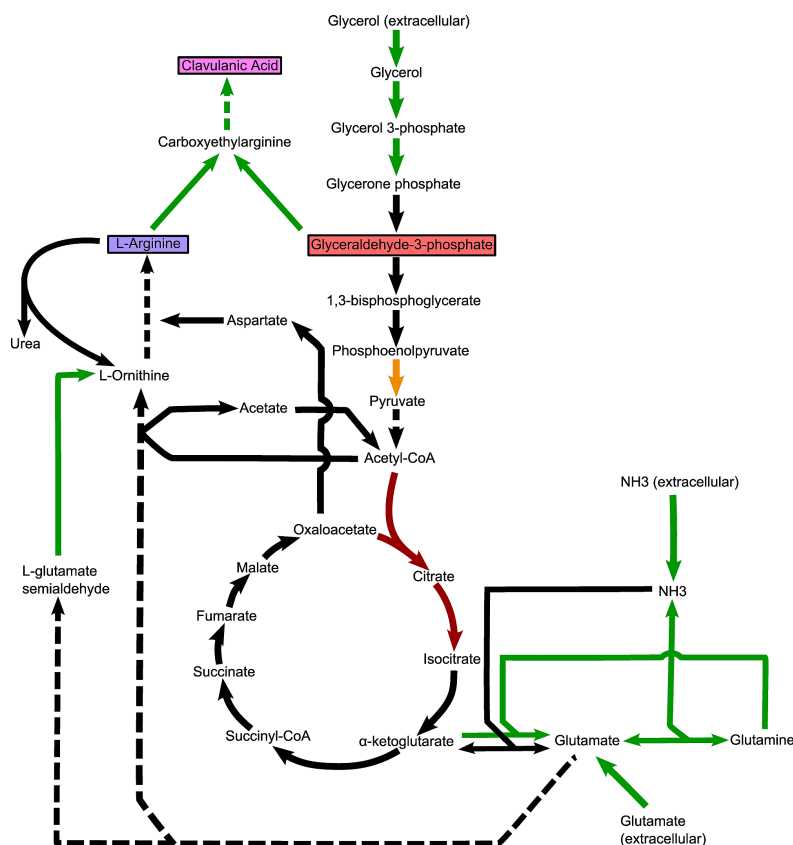 Glycerol (extracellular)
Clavulanic Acid
Glycerol
Glycerol 3-phosphate
Carboxyethylarginine
Glycerone phosphate
L-Arginine
Glyceraldehyde-3-phosphate
1,3-bisphosphoglycerate
Aspartate
Urea
Phosphoenolpyruvate
L-Ornithine
Pyruvate
Acetate
Acetyl-CoA
NH3 (extracellular)
Oxaloacetate
Malate
Citrate
L-glutamate
semialdehyde
NH3
Fumarate
Isocitrate
Succinate
Succinyl-CoA
α-ketoglutarate
Glutamate
Glutamine
Glutamate
(extracellular)